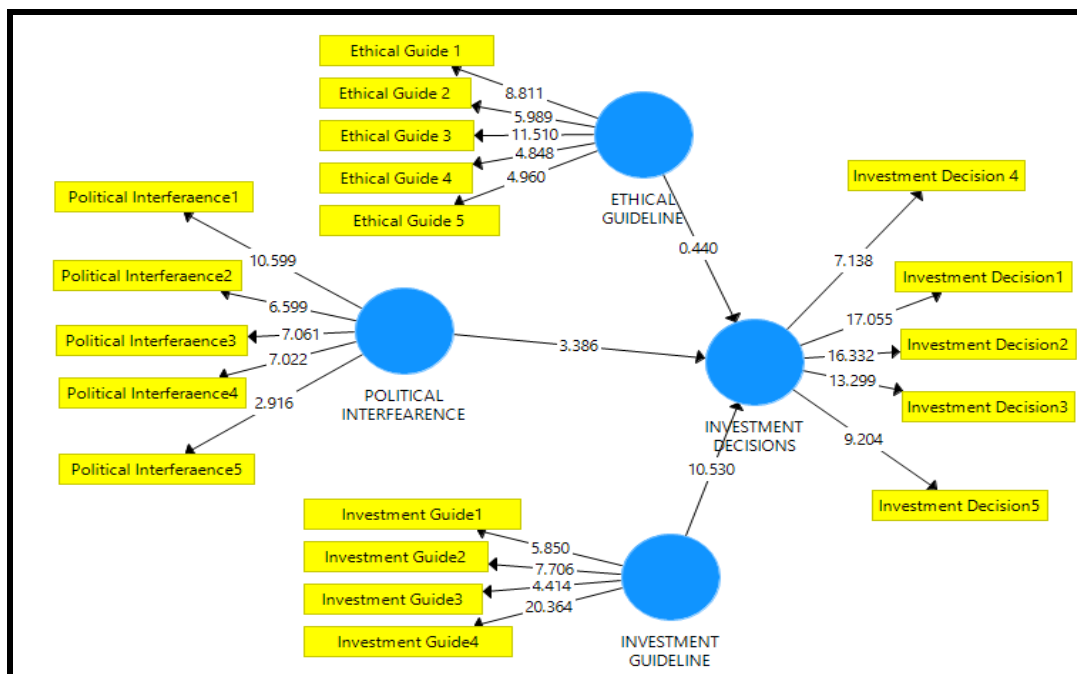 Ethical Guide 1
8.811
Ethical Guide 2
5.989
Ethical Guide 3
11.510
Ethical Guide 4
4.848
Ethical Guide 5
4.960
ETHICAL
GUIDELINE
0.440
Political Interferaence1
10.599
Political Interferaence2
6.599
Political Interferaence3
7.061
Political Interferaence4
7.022
Political Interferaence5
2.916
POLITICAL
INTERFEARENCE
3.386
Investment Decision 4
7.138
Investment Decision1
17.055
Investment Decision2
16.332
Investment Decision3
13.299
Investment Decision5
9.204
INVESTMENT
DECISIONS
10.530
Investment Guide1
5.850
Investment Guide2
7.706
Investment Guide3
4.414
Investment Guide4
20.364
INVESTMENT
GUIDELINE